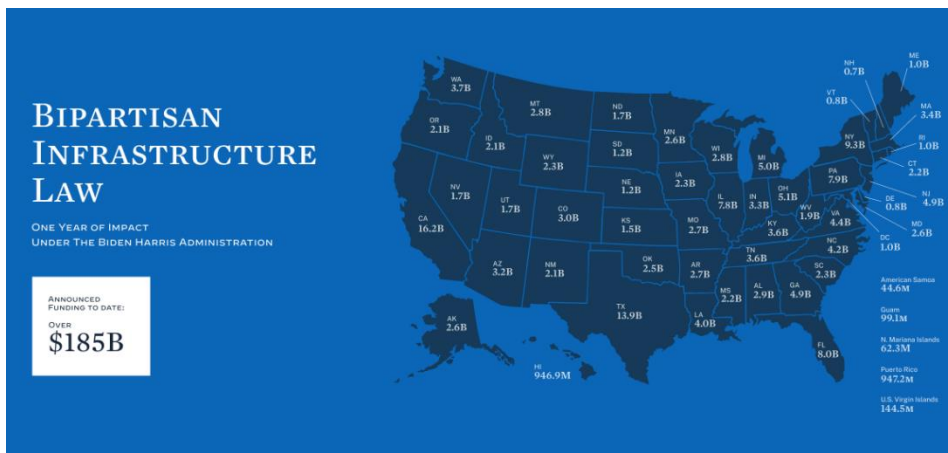 BIPARTISAN
INFRASTRUCTURE
LAW
ONE YEAR OF IMPACT
UNDER THE BIDEN HARRIS ADMINISTRATION
ANNOUNCED
FUNDING TO DATE:
OVER
$185B
WA
3.7B
OR
2.1B
CA
16.2B
NV
1.7B
ID
2.1B
MT
2.8B
WY
2.3B
UT
1.7B
AZ
3.2B
CO
3.0B
NM
2.1B
ND
1.7B
SD
1.2B
NE
1.2B
KS
1.5B
OK
2.5B
TX
13.9B
MN
2.6B
IA
2.3B
MO
2.7B
AR
2.7B
LA
4.0B
WI
2.8B
IL
7.8B
MI
5.0B
IN
3.3B
OH
5.1B
KY
3.6B
TN
3.6B
MS
2.2B
AL
2.9B
GA
4.9B
FL
8.0B
SC
2.3B
NC
4.2B
VA
4.4B
WV
1.9B
PA
7.9B
NY
9.3B
VT
0.8B
NH
0.7B
ME
1.0B
MA
3.4B
RI
1.0B
CT
2.2B
NJ
4.9B
DE
0.8B
MD
2.6B
DC
1.0B
AK
2.6B
HI
946.9M
American Samoa
44.6M
Guam
99.1M
N. Mariana Islands
62.3M
Puerto Rico
947.2M
U.S. Virgin Islands
144.5M